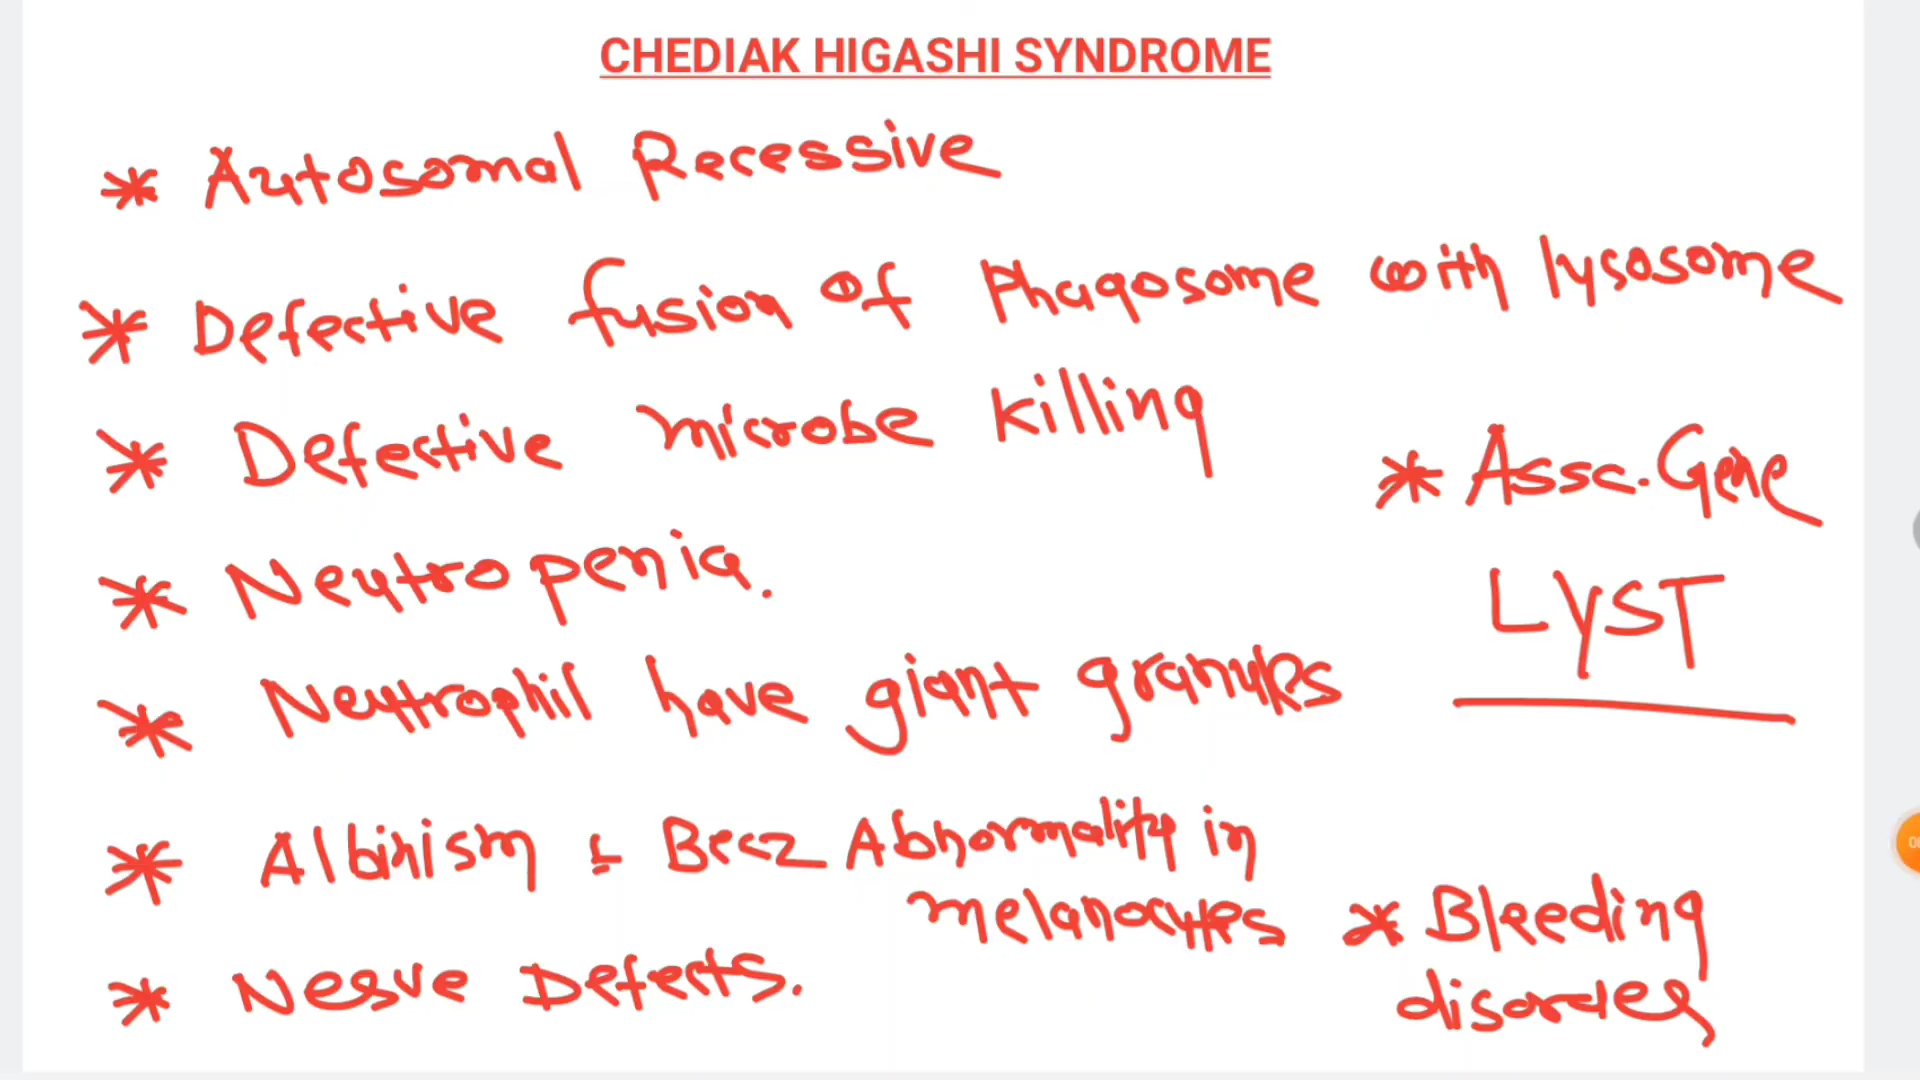 CHEDIAK HIGASHI SYNDROME
* Autosomal Recessive
* Defective fusion of Phagosome with lysosome
* Defective microbe killing
* Assc. Gene
LYST
* Neutropenia.
* Neutrophil have giant granules
* Albinism :- Becz Abnormality in
melanocytes
* Nerve Defects.
* Bleeding
disorder